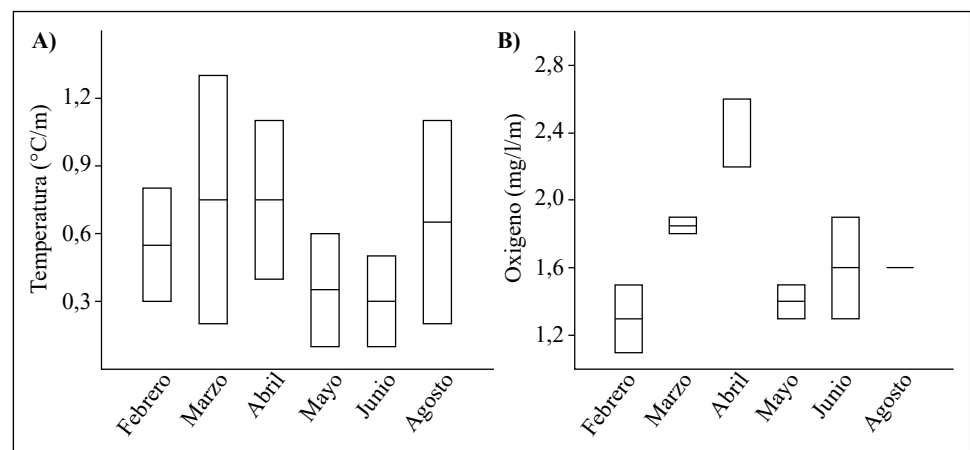 A)
Temperatura (°C/m)
1,2
0,9
0,6
0,3
Febrero
Marzo
Abril
Mayo
Junio
Agosto
B)
Oxigeno (mg/l/m)
2,8
2,4
2,0
1,6
1,2
Febrero
Marzo
Abril
Mayo
Junio
Agosto